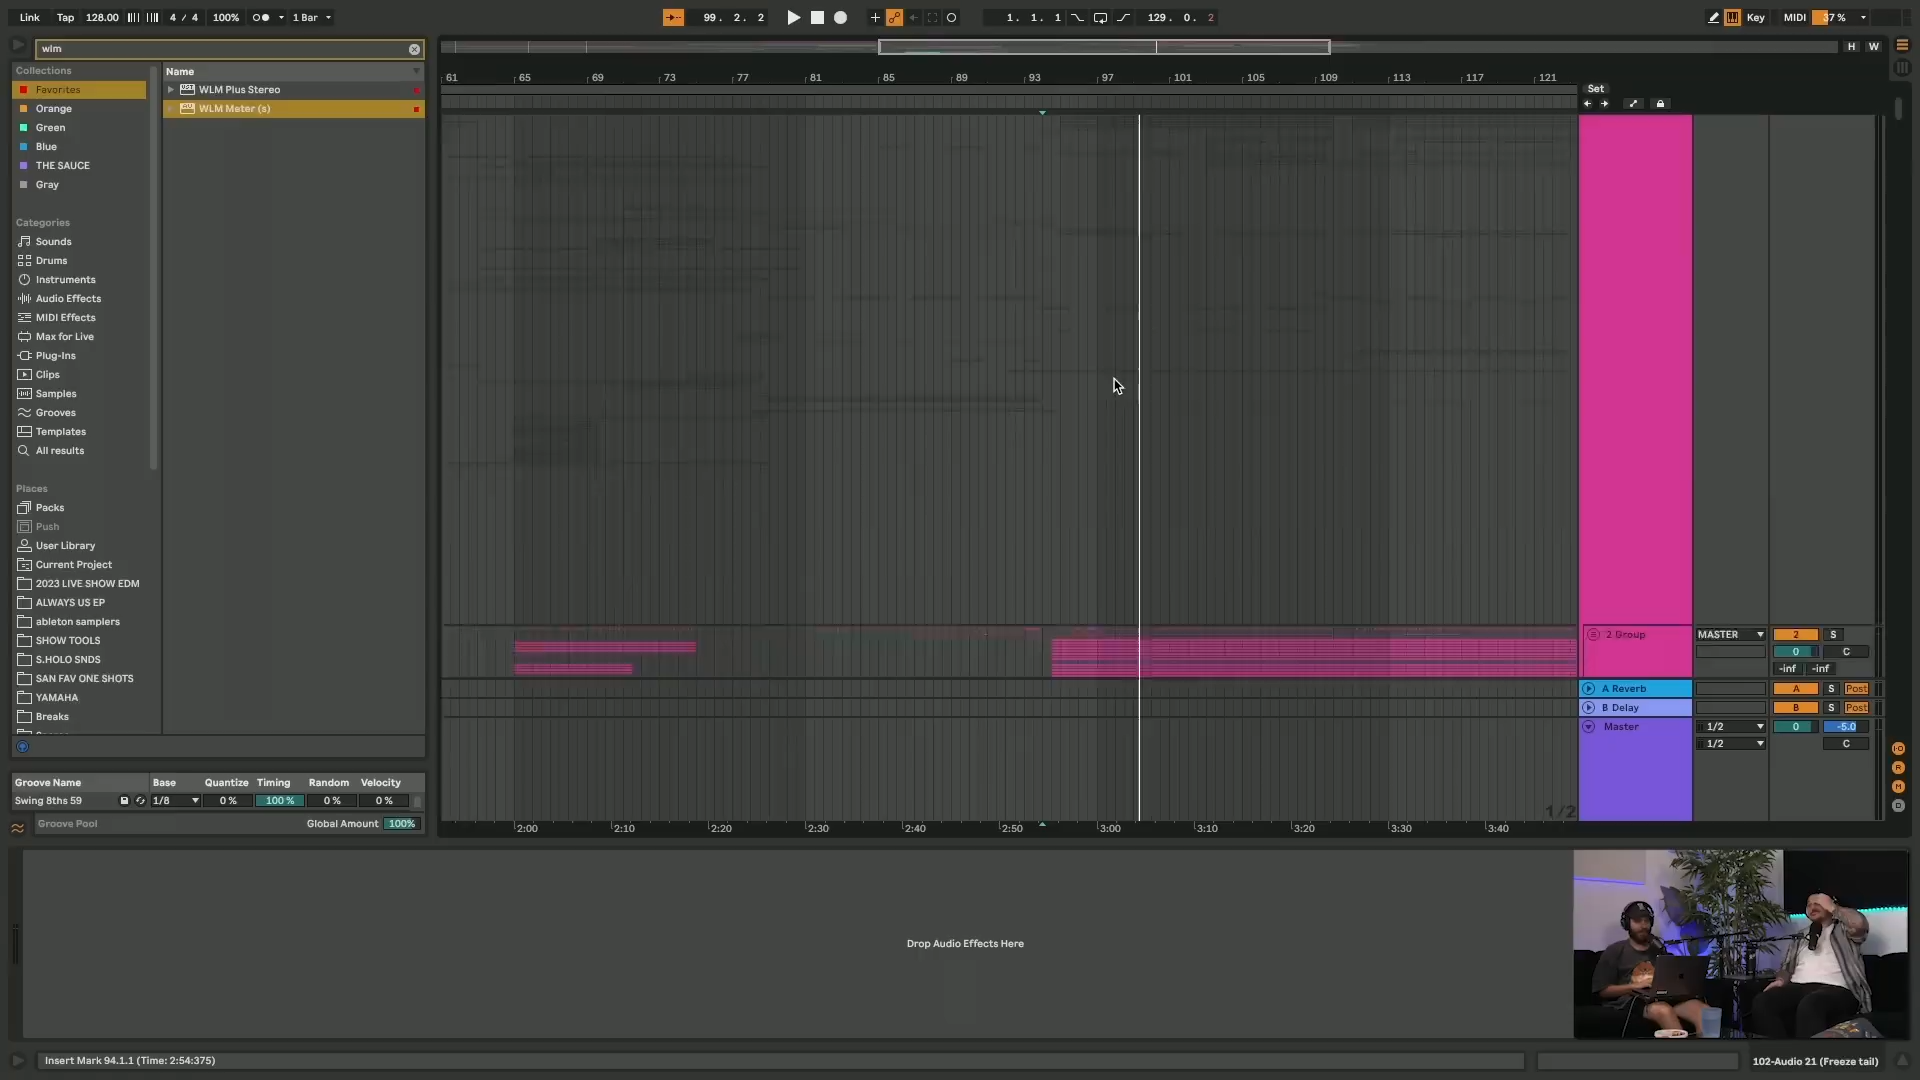 Link Tap 128.00 4 / 4 100% 1 Bar 99. 2. 2 1. 1. 1 129. 0. 2 Key MIDI 37 %
wlm
H W
Collections
Favorites
Orange
Green
Blue
THE SAUCE
Gray
Categories
Sounds
Drums
Instruments
Audio Effects
MIDI Effects
Max for Live
Plug-Ins
Clips
Samples
Grooves
Templates
All results
Places
Packs
Push
User Library
Current Project
2023 LIVE SHOW EDM
ALWAYS US EP
ableton samplers
SHOW TOOLS
S.HOLO SNDS
SAN FAV ONE SHOTS
YAMAHA
Breaks
Name
WLM Plus Stereo
WLM Meter (s)
61 65 69 73 77 81 85 89 93 97 101 105 109 113 117 121
Set
2 Group MASTER 2 S
0 C
-inf -inf
A Reverb A S Post
B Delay B S Post
Master 1/2 0 -5.0
1/2 C
1/2
2:00 2:10 2:20 2:30 2:40 2:50 3:00 3:10 3:20 3:30 3:40
Groove Name Base Quantize Timing Random Velocity
Swing 8ths 59 1/8 0 % 100 % 0 % 0 %
Groove Pool Global Amount 100%
Drop Audio Effects Here
Insert Mark 94.1.1 (Time: 2:54:375)
102-Audio 21 (Freeze tail)